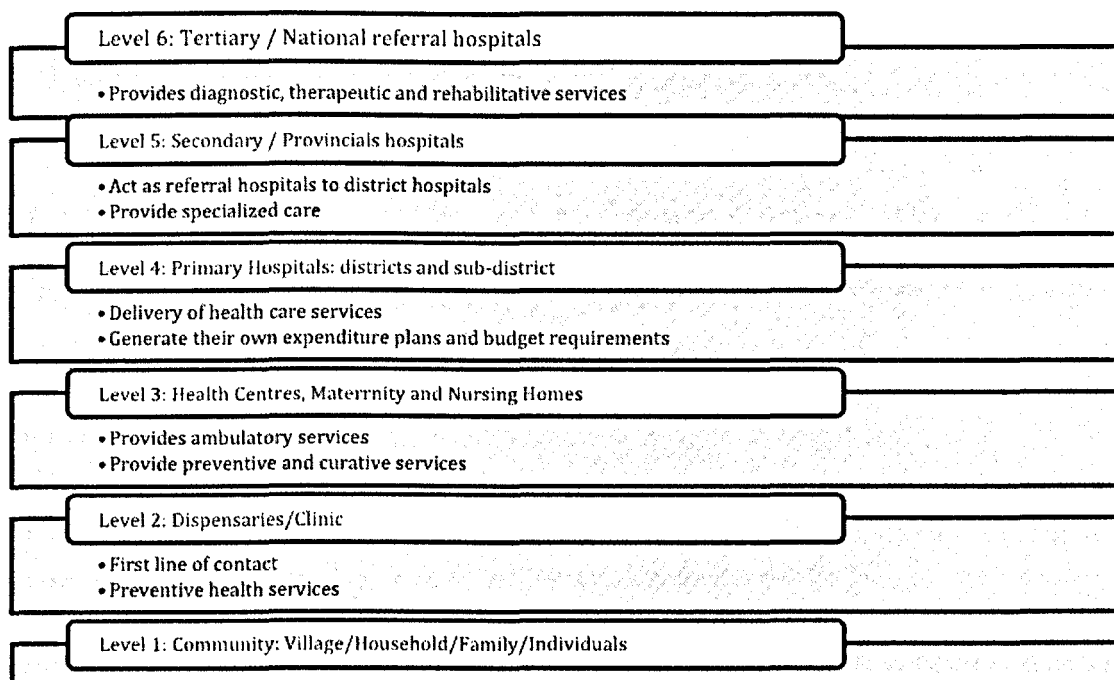 Level 6: Tertiary / National referral hospitals
• Provides diagnostic, therapeutic and rehabilitative services
Level 5: Secondary / Provincials hospitals
• Act as referral hospitals to district hospitals
• Provide specialized care
Level 4: Primary Hospitals: districts and sub-district
• Delivery of health care services
• Generate their own expenditure plans and budget requirements
Level 3: Health Centres, Maternnity and Nursing Homes
• Provides ambulatory services
• Provide preventive and curative services
Level 2: Dispensaries/Clinic
• First line of contact
• Preventive health services
Level 1: Community: Village/Household/Family/Individuals